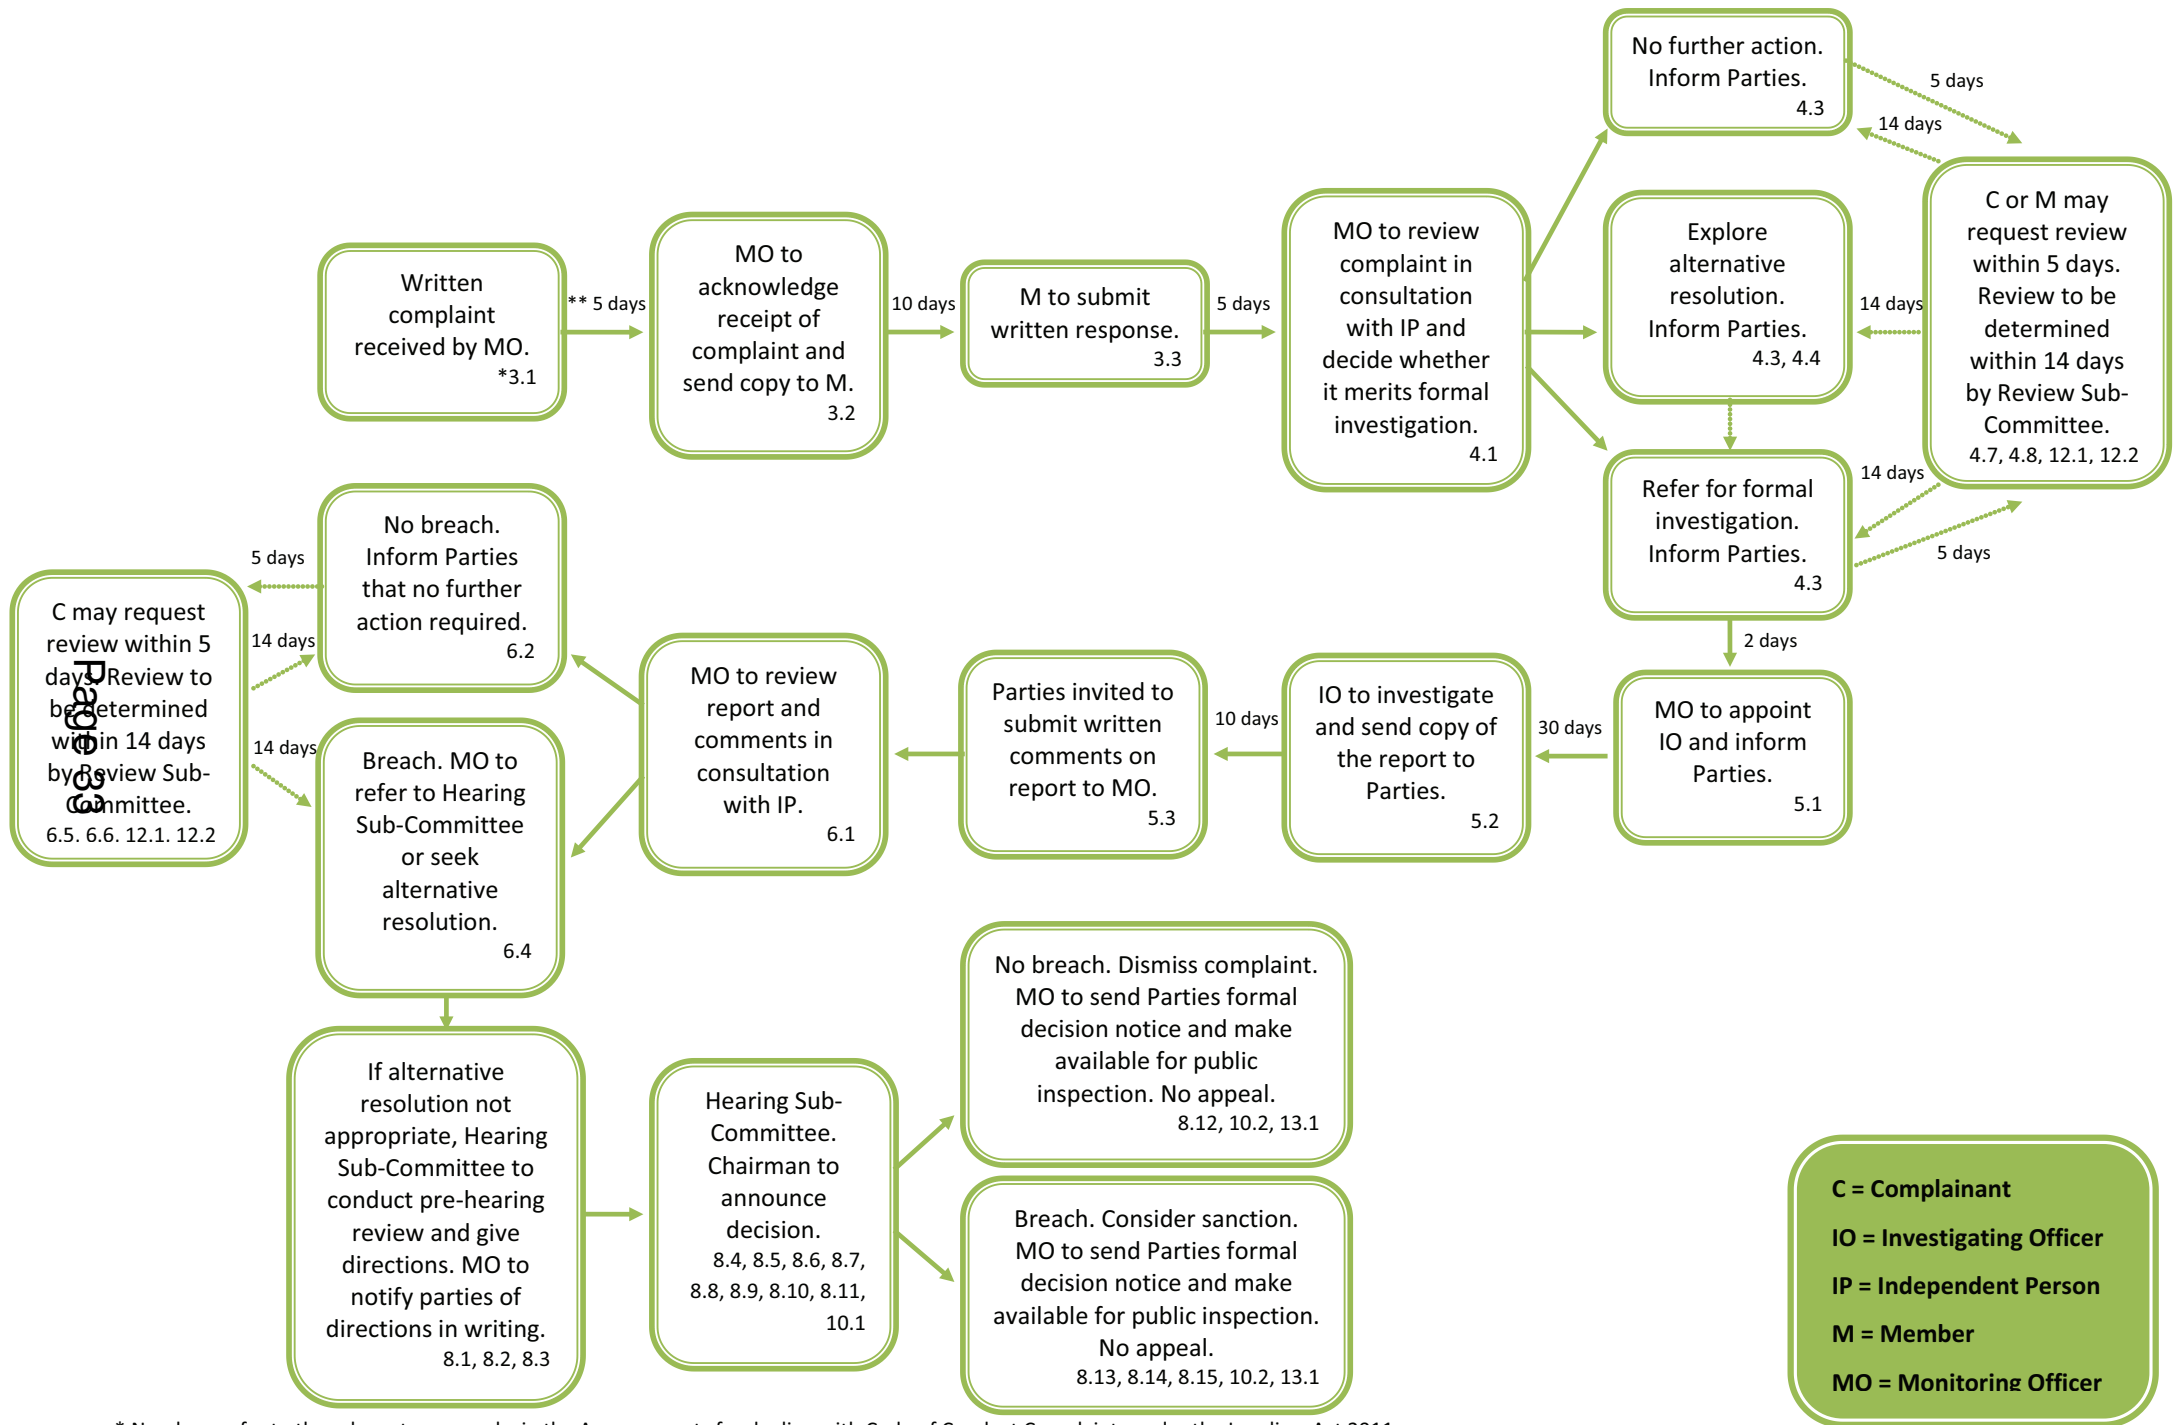 No further action.
Inform Parties.
4.3
5 days
14 days
Written
complaint
received by MO.
*3.1
** 5 days
MO to
acknowledge
receipt of
complaint and
send copy to M.
3.2
10 days
M to submit
written response.
3.3
5 days
MO to review
complaint in
consultation
with IP and
decide whether
it merits formal
investigation.
4.1
Explore
alternative
resolution.
Inform Parties.
4.3, 4.4
14 days
C or M may
request review
within 5 days.
Review to be
determined
within 14 days
by Review Sub-
Committee.
4.7, 4.8, 12.1, 12.2
Refer for formal
investigation.
Inform Parties.
4.3
14 days
5 days
2 days
MO to appoint
IO and inform
Parties.
5.1
30 days
IO to investigate
and send copy of
the report to
Parties.
5.2
10 days
Parties invited to
submit written
comments on
report to MO.
5.3
MO to review
report and
comments in
consultation
with IP.
6.1
No breach.
Inform Parties
that no further
action required.
6.2
5 days
14 days
14 days
C may request
review within 5
days. Review to
be determined
within 14 days
by Review Sub-
Committee.
6.5. 6.6. 12.1. 12.2
Page 33
Breach. MO to
refer to Hearing
Sub-Committee
or seek
alternative
resolution.
6.4
If alternative
resolution not
appropriate, Hearing
Sub-Committee to
conduct pre-hearing
review and give
directions. MO to
notify parties of
directions in writing.
8.1, 8.2, 8.3
Hearing Sub-
Committee.
Chairman to
announce
decision.
8.4, 8.5, 8.6, 8.7,
8.8, 8.9, 8.10, 8.11,
10.1
No breach. Dismiss complaint.
MO to send Parties formal
decision notice and make
available for public
inspection. No appeal.
8.12, 10.2, 13.1
Breach. Consider sanction.
MO to send Parties formal
decision notice and make
available for public inspection.
No appeal.
8.13, 8.14, 8.15, 10.2, 13.1
C = Complainant
IO = Investigating Officer
IP = Independent Person
M = Member
MO = Monitoring Officer